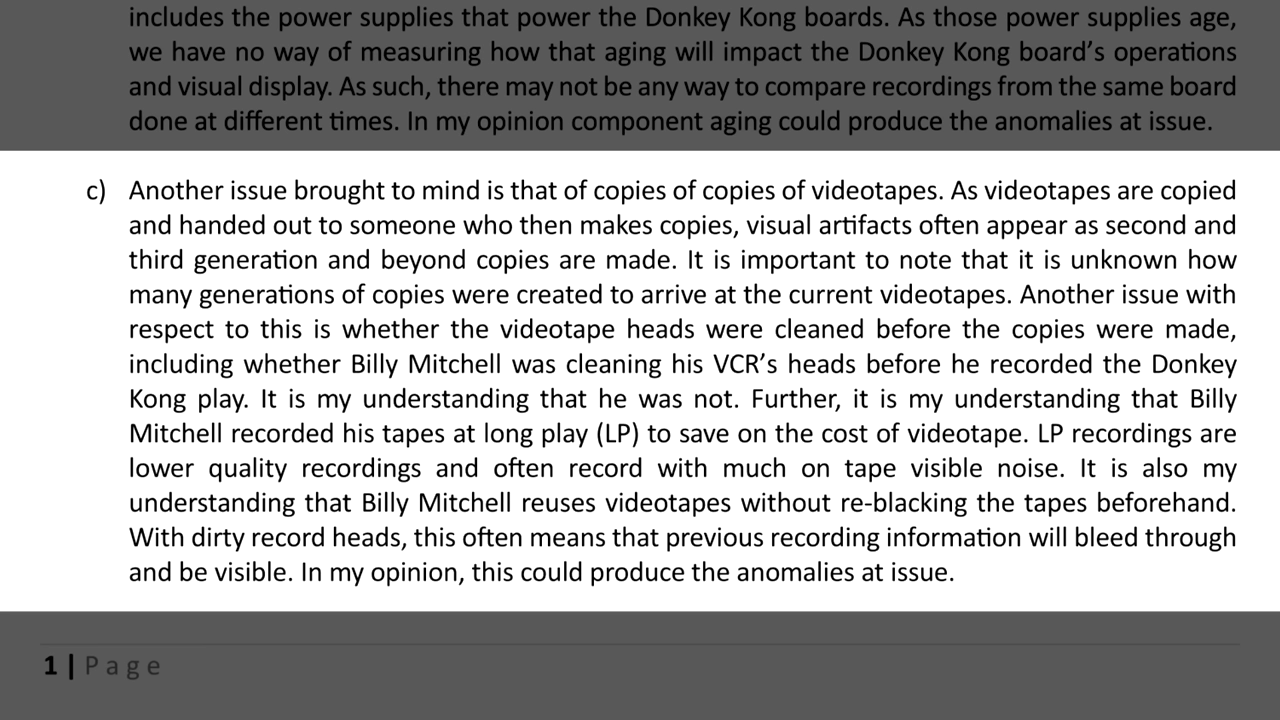 includes the power supplies that power the Donkey Kong boards. As those power supplies age,
we have no way of measuring how that aging will impact the Donkey Kong board’s operations
and visual display. As such, there may not be any way to compare recordings from the same board
done at different times. In my opinion component aging could produce the anomalies at issue.
c) Another issue brought to mind is that of copies of copies of videotapes. As videotapes are copied
and handed out to someone who then makes copies, visual artifacts often appear as second and
third generation and beyond copies are made. It is important to note that it is unknown how
many generations of copies were created to arrive at the current videotapes. Another issue with
respect to this is whether the videotape heads were cleaned before the copies were made,
including whether Billy Mitchell was cleaning his VCR’s heads before he recorded the Donkey
Kong play. It is my understanding that he was not. Further, it is my understanding that Billy
Mitchell recorded his tapes at long play (LP) to save on the cost of videotape. LP recordings are
lower quality recordings and often record with much on tape visible noise. It is also my
understanding that Billy Mitchell reuses videotapes without re-blacking the tapes beforehand.
With dirty record heads, this often means that previous recording information will bleed through
and be visible. In my opinion, this could produce the anomalies at issue.
1 | Page